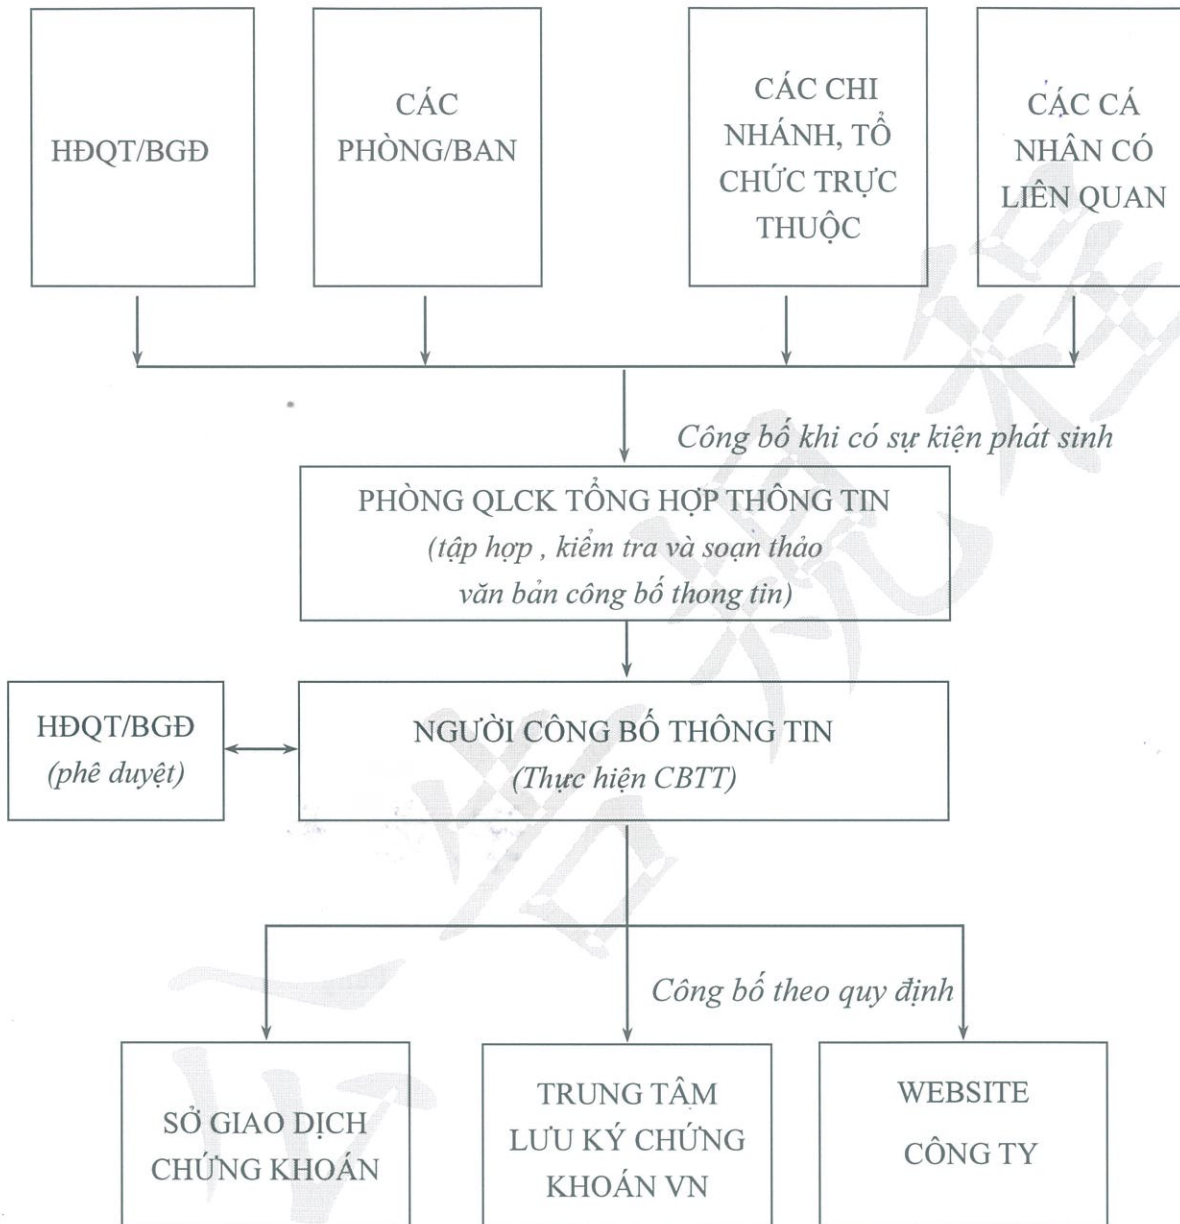 HĐQT/BGĐ
CÁC
PHÒNG/BAN
CÁC CHI
NHÁNH, TỔ
CHỨC TRỰC
THUỘC
CÁC CÁ
NHÂN CÓ
LIÊN QUAN
Công bố khi có sự kiện phát sinh
PHÒNG QLCK TỔNG HỢP THÔNG TIN
(tập hợp , kiểm tra và soạn thảo
văn bản công bố thong tin)
HĐQT/BGĐ
(phê duyệt)
NGƯỜI CÔNG BỐ THÔNG TIN
(Thực hiện CBTT)
Công bố theo quy định
SỞ GIAO DỊCH
CHỨNG KHOÁN
TRUNG TÂM
LƯU KÝ CHỨNG
KHOÁN VN
WEBSITE
CÔNG TY